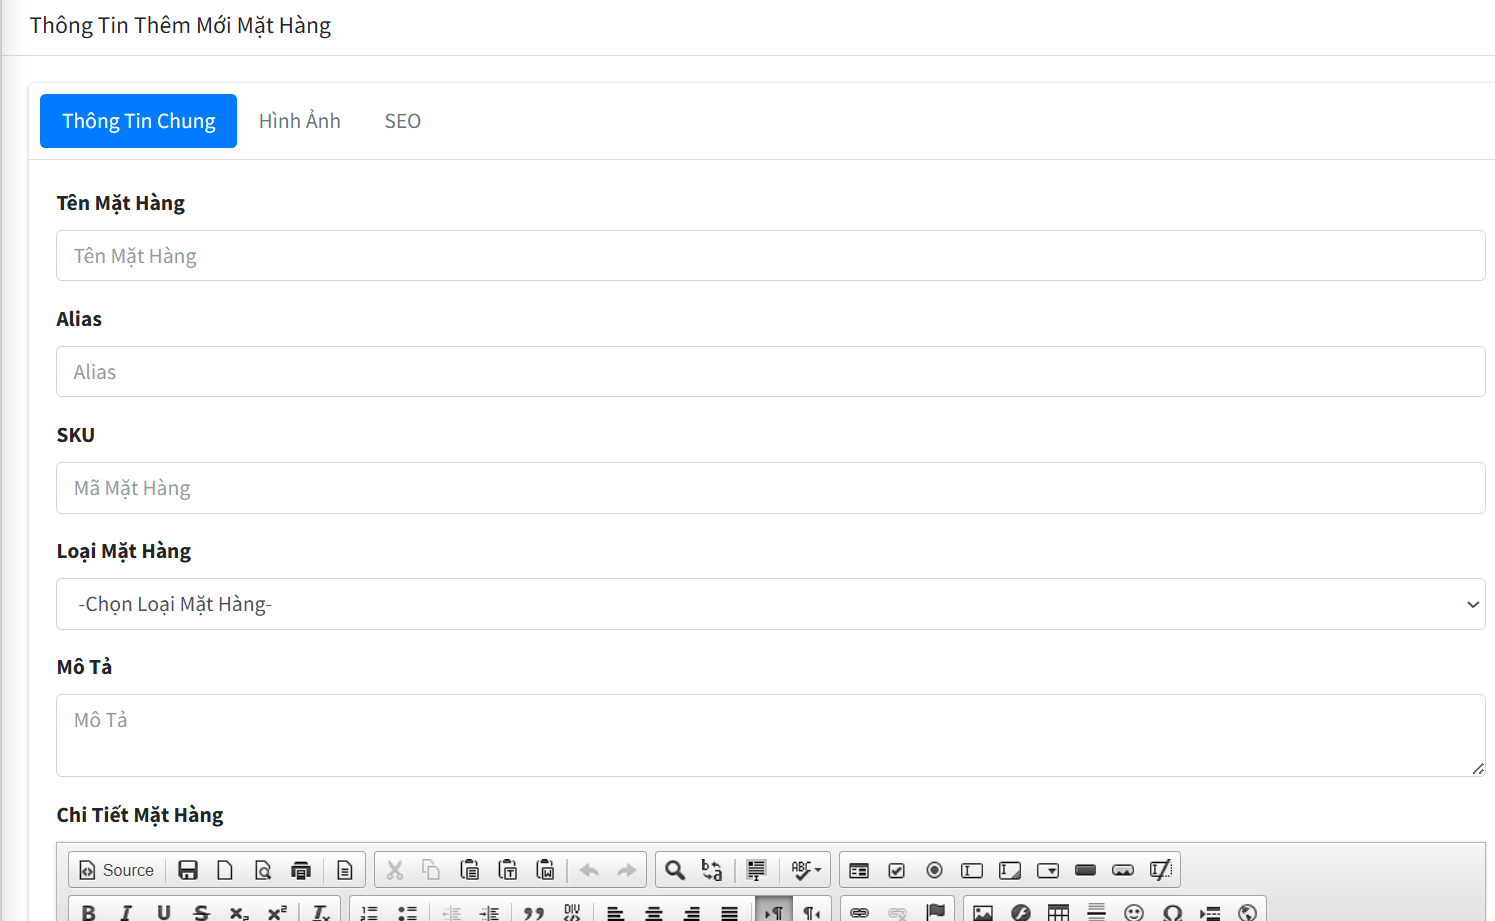 Thông Tin Thêm Mới Mặt Hàng
Thông Tin Chung Hình Ảnh SEO
Tên Mặt Hàng
Tên Mặt Hàng
Alias
Alias
SKU
Mã Mặt Hàng
Loại Mặt Hàng
-Chọn Loại Mặt Hàng-
Mô Tả
Mô Tả
Chi Tiết Mặt Hàng
Source